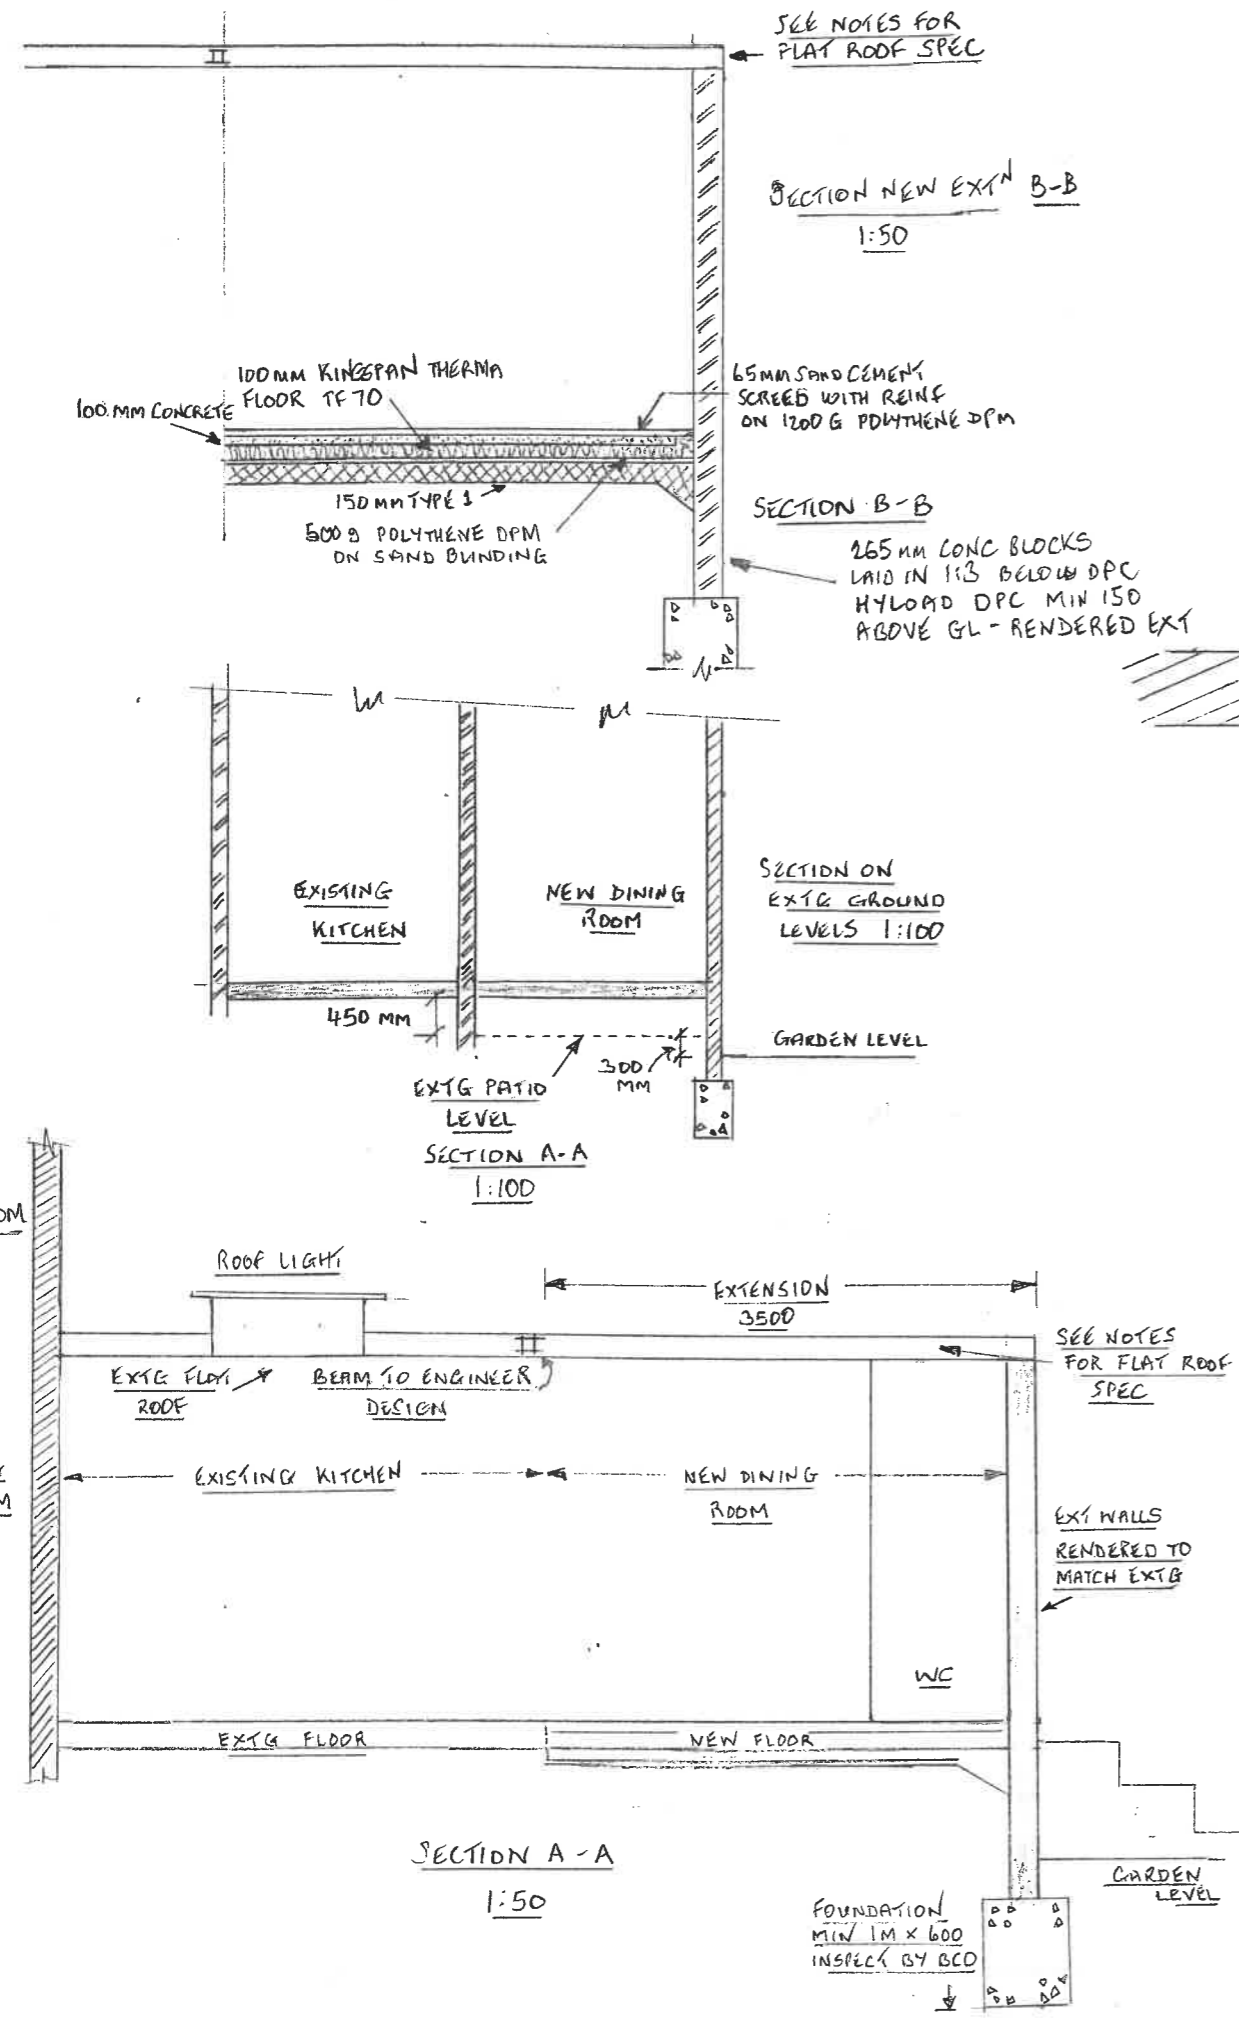 SEE NOTES FOR
FLAT ROOF SPEC
SECTION NEW EXTN B-B
1:50
100MM KINGSPAN THERMA
FLOOR TF 70
100.MM CONCRETE
65MM SAND CEMENT
SCREED WITH REINF
ON 1200 G POLYTHENE DPM
150MM TYPE 1
500 g POLYTHENE DPM
ON SAND BLINDING
SECTION B-B
265MM CONC BLOCKS
LAID IN 1:3 BELOW DPC
HYLOAD DPC MIN 150
ABOVE GL - RENDERED EXT
EXISTING
KITCHEN
NEW DINING
ROOM
SECTION ON
EXTG GROUND
LEVELS 1:100
450 MM
300
MM
GARDEN LEVEL
EXTG PATIO
LEVEL
SECTION A-A
1:100
OM
ROOF LIGHT
EXTENSION
3500
SEE NOTES
FOR FLAT ROOF
SPEC
EXTG FLAT
ROOF
BEAM TO ENGINEER
DESIGN
EXISTING KITCHEN
NEW DINING
ROOM
EXT WALLS
RENDERED TO
MATCH EXTG
WC
EXTG FLOOR
NEW FLOOR
SECTION A-A
1:50
GARDEN
LEVEL
FOUNDATION
MIN 1M X 600
INSPECT BY BCO